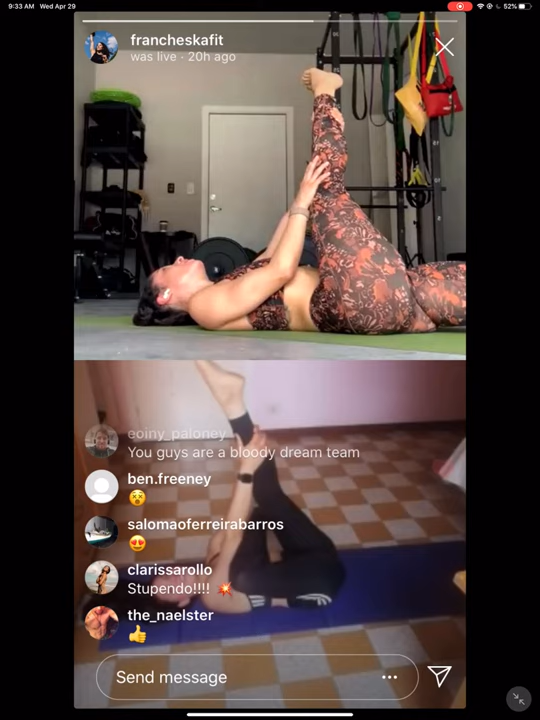 9:33 AM Wed Apr 29
52%
francheskafit
was live · 20h ago
eoiny_paloney
You guys are a bloody dream team
ben.freeney
salomaoferreirabarros
clarissarollo
Stupendo!!!!
the_naelster
Send message